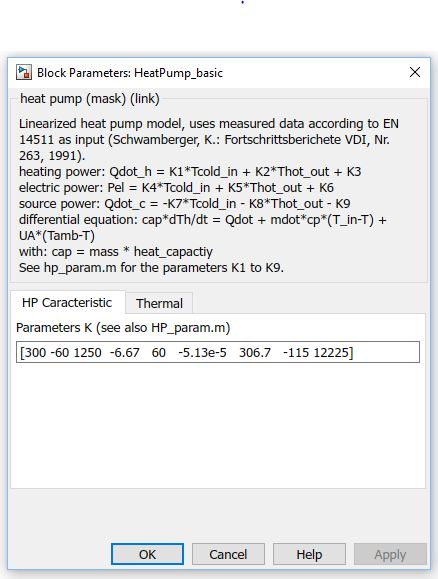 Block Parameters: HeatPump_basic
heat pump (mask) (link)
Linearized heat pump model, uses measured data according to EN
14511 as input (Schwamberger, K.: Fortschrittsberichete VDI, Nr.
263, 1991).
heating power: Qdot_h = K1*Tcold_in + K2*Thot_out + K3
electric power: Pel = K4*Tcold_in + K5*Thot_out + K6
source power: Qdot_c = -K7*Tcold_in - K8*Thot_out - K9
differential equation: cap*dTh/dt = Qdot + mdot*cp*(T_in-T) +
UA*(Tamb-T)
with: cap = mass * heat_capactiy
See hp_param.m for the parameters K1 to K9.
HP Caracteristic Thermal
Parameters K (see also HP_param.m)
[300 -60 1250 -6.67 60 -5.13e-5 306.7 -115 12225]
OK Cancel Help Apply